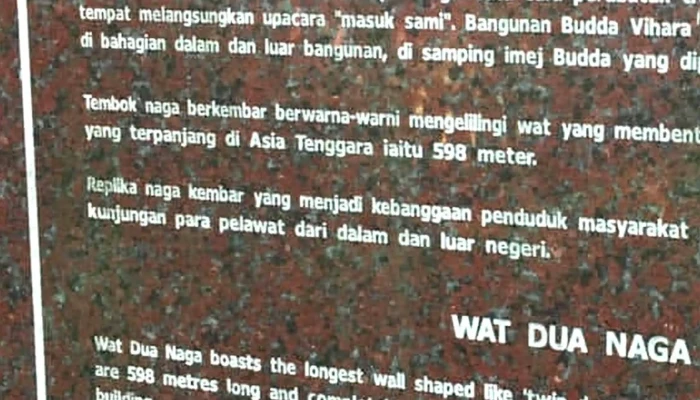 tempat melangsungkan upacara "masuk sami". Bangunan Budda Vihara
di bahagian dalam dan luar bangunan, di samping imej Budda yang
Tembok naga berkembar berwarna-warni mengelilingi wat yang
yang terpanjang di Asia Tenggara iaitu 598 meter.
Replika naga kembar yang menjadi kebanggaan penduduk masyarakat
kunjungan para pelawat dari dalam dan luar negeri.
WAT DUA NAGA
Wat Dua Naga boasts the longest wall shaped like 'twin
are 598 metres long and